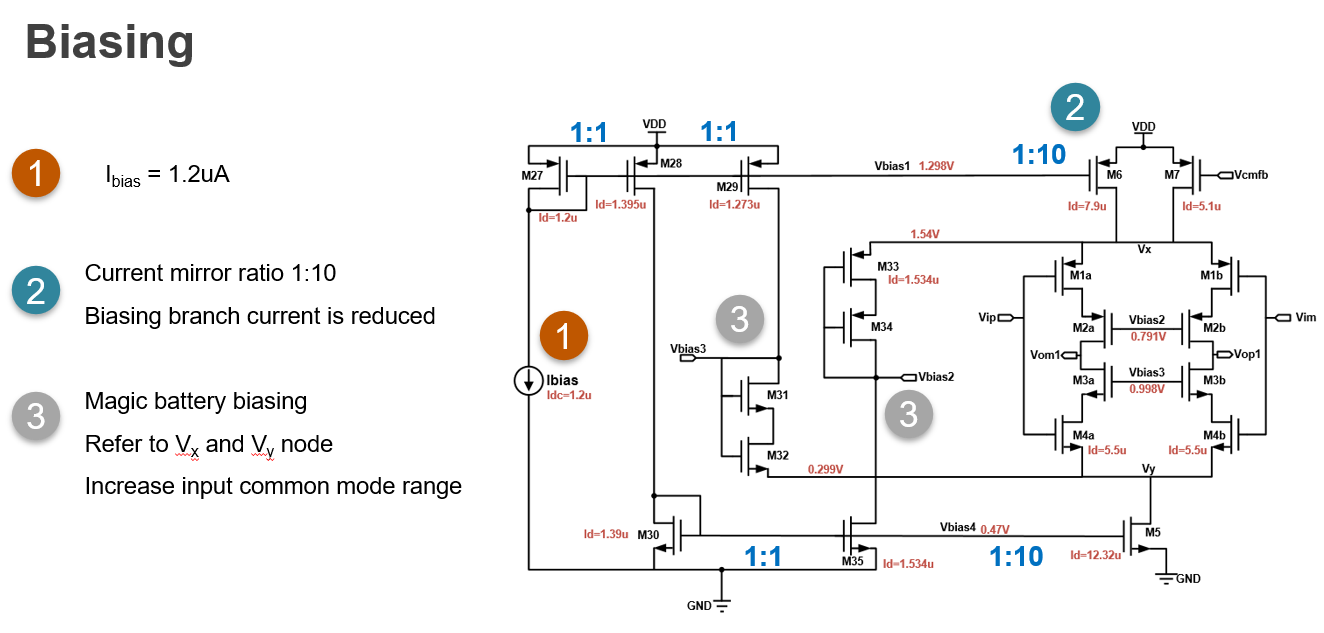 Biasing
1
Ibias = 1.2uA
2
Current mirror ratio 1:10
Biasing branch current is reduced
3
Magic battery biasing
Refer to Vx and Vy node
Increase input common mode range
2
1:1
VDD
1:1
VDD
1:10
M27
M28
M29
Vbias1 1.298V
M6
M7
Vcmfb
Id=1.2u
Id=1.395u
Id=1.273u
Id=7.9u
Id=5.1u
1.54V
Vx
M33
Id=1.534u
M1a
M1b
3
1
M34
Vip
M2a
Vbias2
0.791V
M2b
Vim
Vbias3
Vom1
Vop1
Ibias
Idc=1.2u
M31
Vbias2
M3a
Vbias3
0.998V
M3b
3
M32
M4a
Id=5.5u
M4b
Id=5.5u
0.299V
Vy
Id=1.39u
M30
Vbias4 0.47V
M5
1:1
M35
Id=1.534u
1:10
Id=12.32u
GND
GND